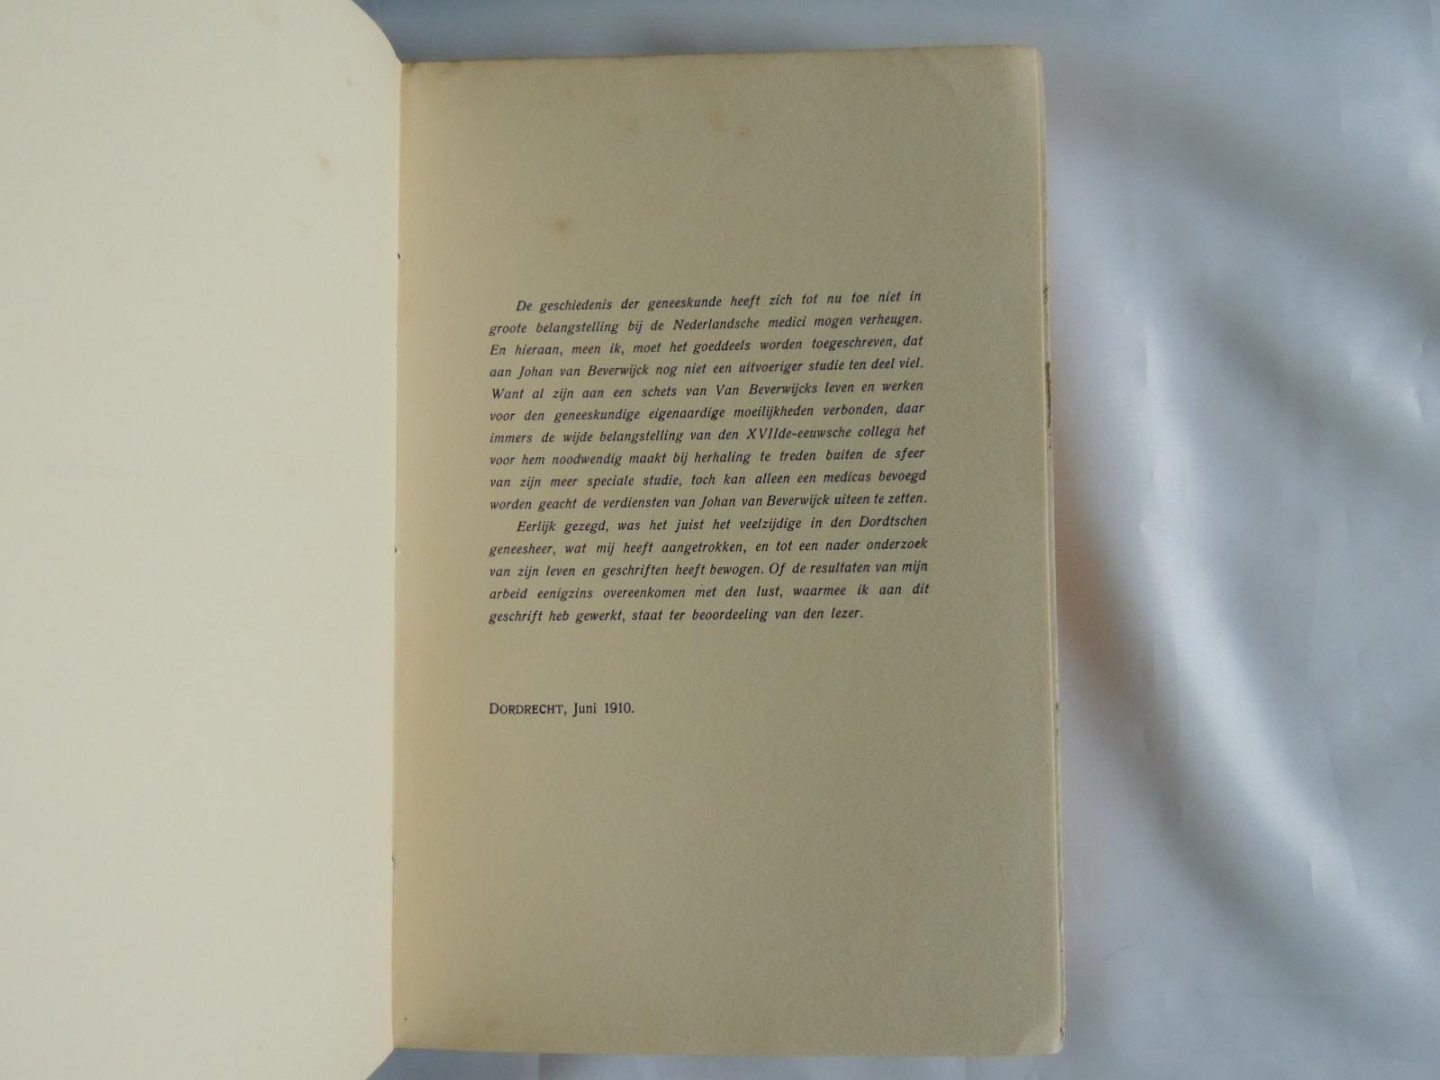 De geschiedenis der geneeskunde heeft zich tot nu toe niet in
groote belangstelling bij de Nederlandsche medici mogen verheugen.
En hieraan, meen ik, moet het goeddeels worden toegeschreven, dat
aan Johan van Beverwijck nog niet een uitvoeriger studie ten deel viel.
Want al zijn aan een schets van Van Beverwijcks leven en werken
voor den geneeskundige eigenaardige moeilijkheden verbonden, daar
immers de wijde belangstelling van den XVIIde-eeuwsche collega het
voor hem noodwendig maakt bij herhaling te treden buiten de sfeer
van zijn meer speciale studie, toch kan alleen een medicus bevoegd
worden geacht de verdiensten van Johan van Beverwijck uiteen te zetten.
Eerlijk gezegd, was het juist het veelzijdige in den Dordtschen
geneesheer, wat mij heeft aangetrokken, en tot een nader onderzoek
van zijn leven en geschriften heeft bewogen. Of de resultaten van mijn
arbeid eenigzins overeenkomen met den lust, waarmee ik aan dit
geschrift heb gewerkt, staat ter beoordeeling van den lezer.
DORDRECHT, Juni 1910.